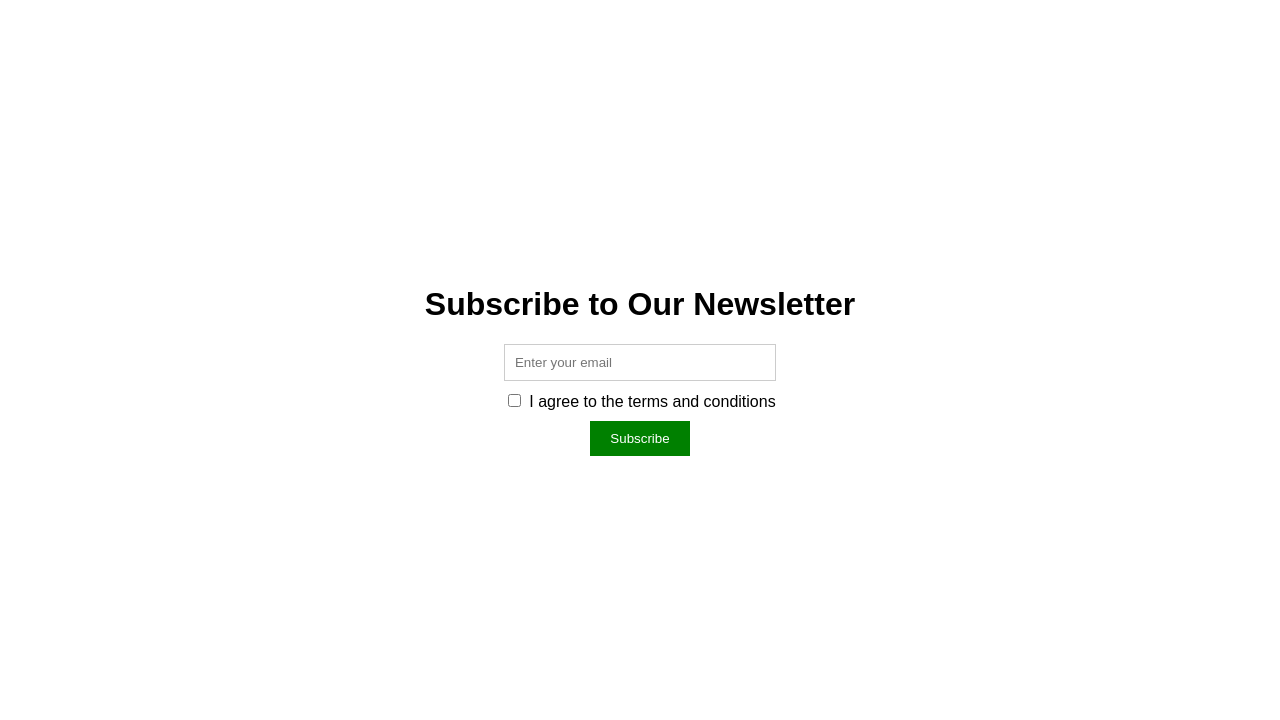 Subscribe to Our Newsletter
Enter your email
I agree to the terms and conditions
Subscribe